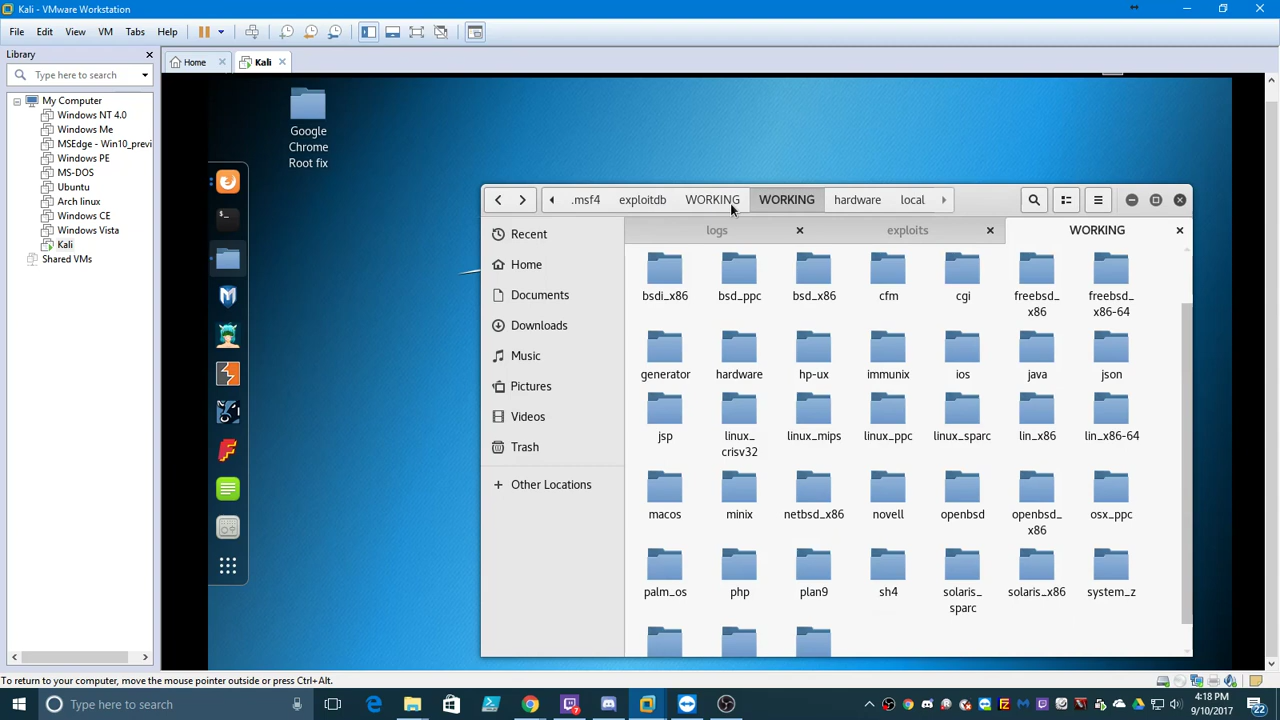 Kali - VMware Workstation
File Edit View VM Tabs Help
Library
Type here to search
Home
Kali
My Computer
Windows NT 4.0
Windows Me
MSEdge - Win10_previ
Windows PE
MS-DOS
Ubuntu
Arch linux
Windows CE
Windows Vista
Kali
Shared VMs
Google
Chrome
Root fix
.msf4 exploitdb WORKING WORKING hardware local
logs exploits WORKING
Recent
Home
Documents
Downloads
Music
Pictures
Videos
Trash
+ Other Locations
bsdi_x86 bsd_ppc bsd_x86 cfm cgi freebsd_ freebsd_
x86 x86-64
generator hardware hp-ux immunix ios java json
jsp linux_ linux_mips linux_ppc linux_sparc lin_x86 lin_x86-64
crisv32
macos minix netbsd_x86 novell openbsd openbsd_ osx_ppc
x86
palm_os php plan9 sh4 solaris_ solaris_x86 system_z
sparc
To return to your computer, move the mouse pointer outside or press Ctrl+Alt.
Type here to search
4:18 PM
9/10/2017
22